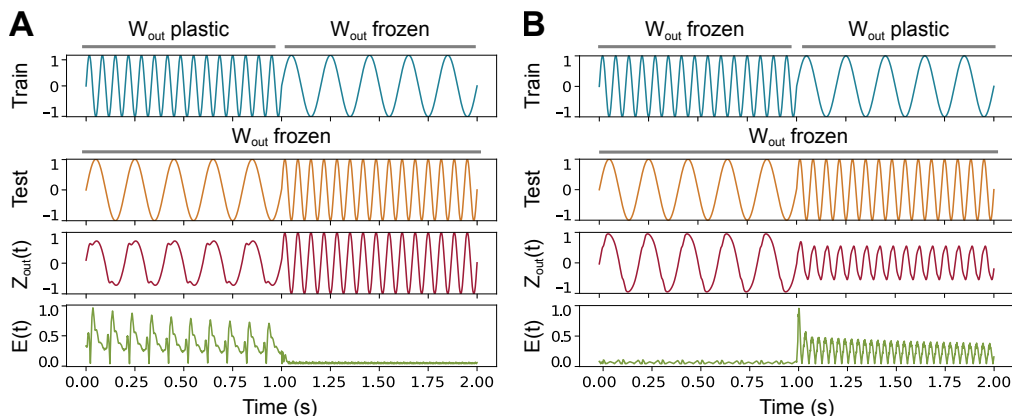 A
W_out plastic W_out frozen
Train
1
0
−1
W_out frozen
Test
1
0
−1
Z_out(t)
1
0
−1
E(t)
1.0
0.5
0.0
0.00 0.25 0.50 0.75 1.00 1.25 1.50 1.75 2.00
Time (s)
B
W_out frozen W_out plastic
Train
1
0
−1
W_out frozen
Test
1
0
−1
Z_out(t)
1
0
−1
E(t)
1.0
0.5
0.0
0.00 0.25 0.50 0.75 1.00 1.25 1.50 1.75 2.00
Time (s)